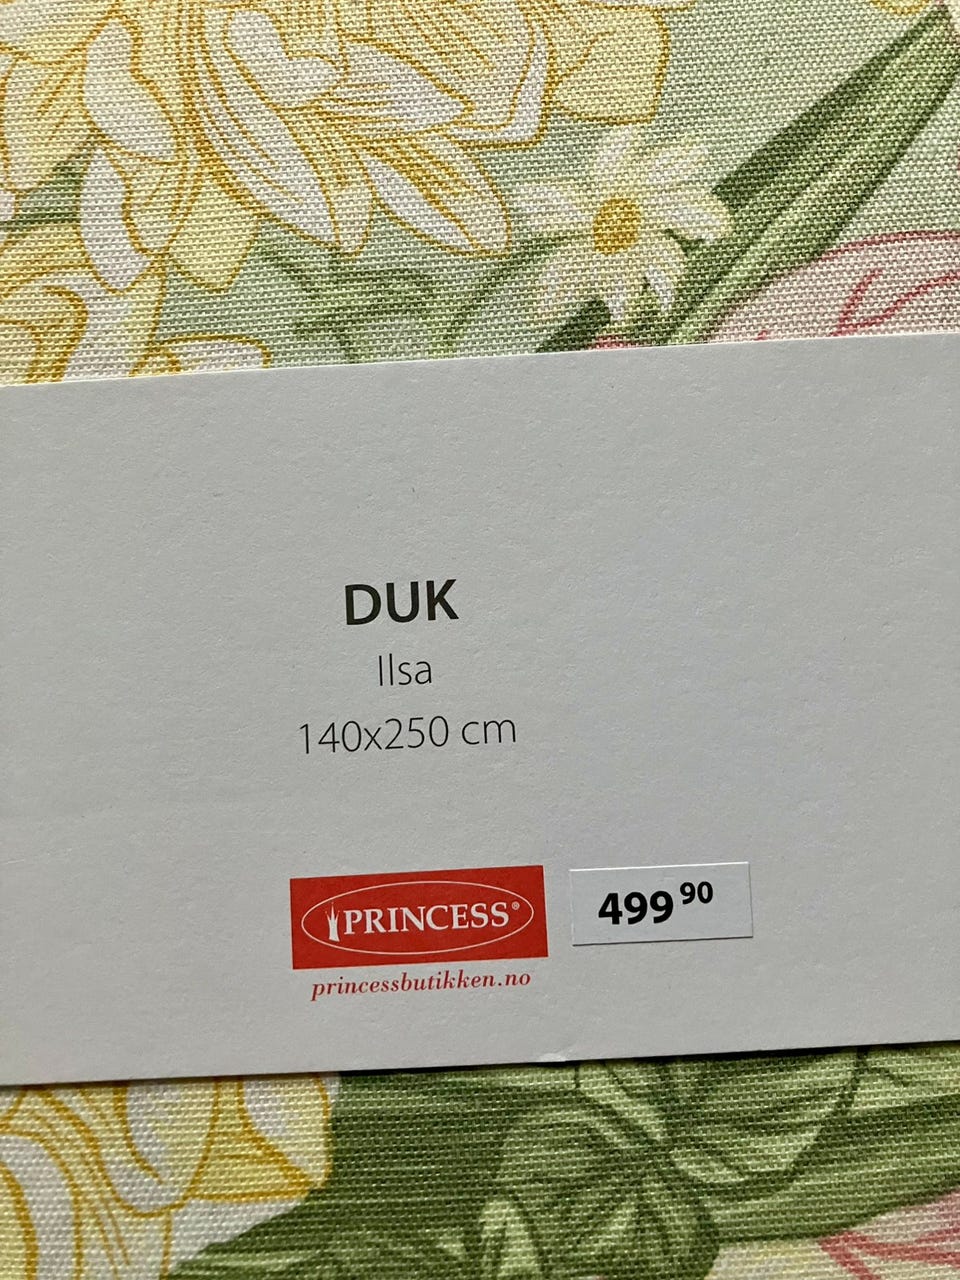 DUK
Ilsa
140x250 cm
PRINCESS®
499 90
princessbutikken.no